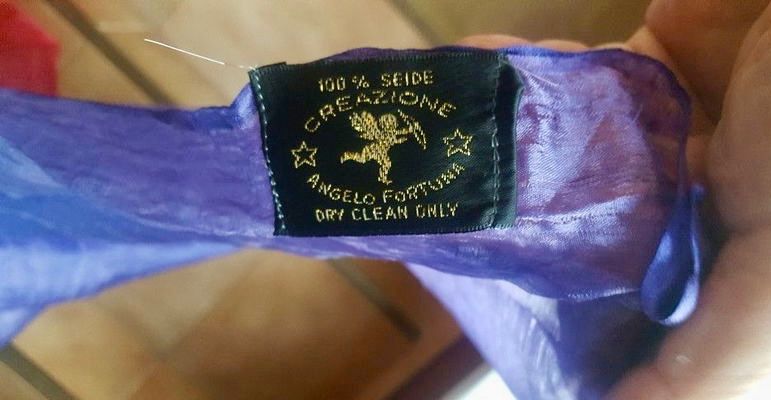 100 % SEIDE
CREAZIONE
ANGELO FORTUNA
DRY CLEAN ONLY